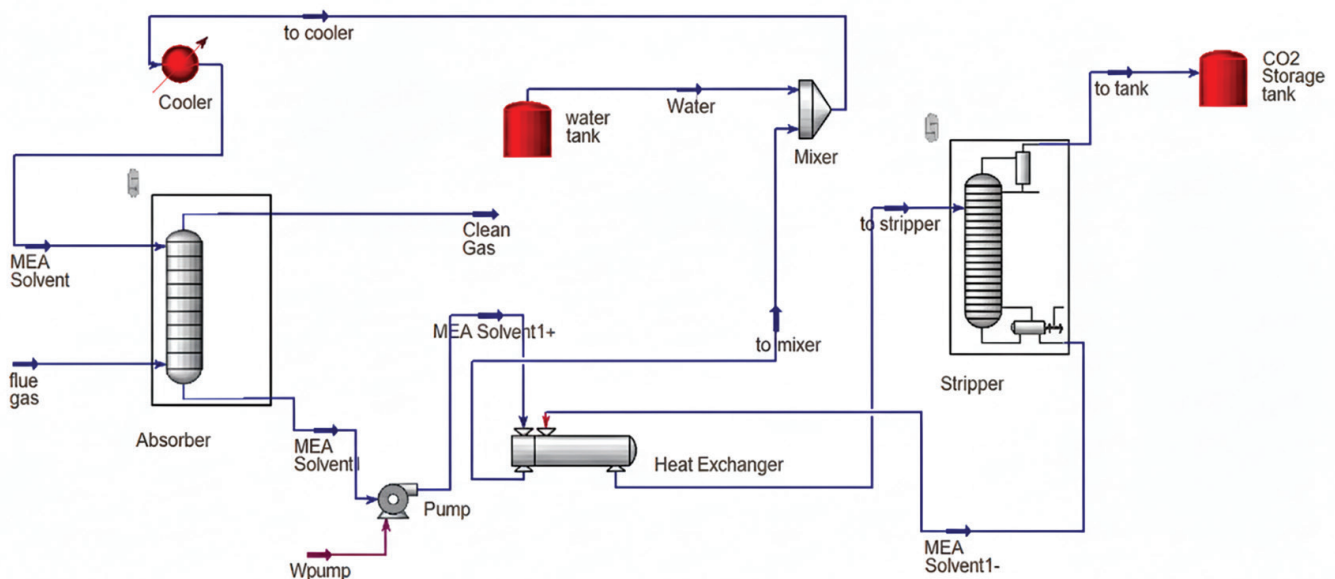 to cooler
Cooler
water
tank
Water
Mixer
to tank
CO2
Storage
tank
MEA
Solvent
Clean
Gas
to stripper
flue
gas
Absorber
MEA Solvent1+
to mixer
Stripper
MEA
Solvent1
Pump
Heat Exchanger
Wpump
MEA
Solvent1-